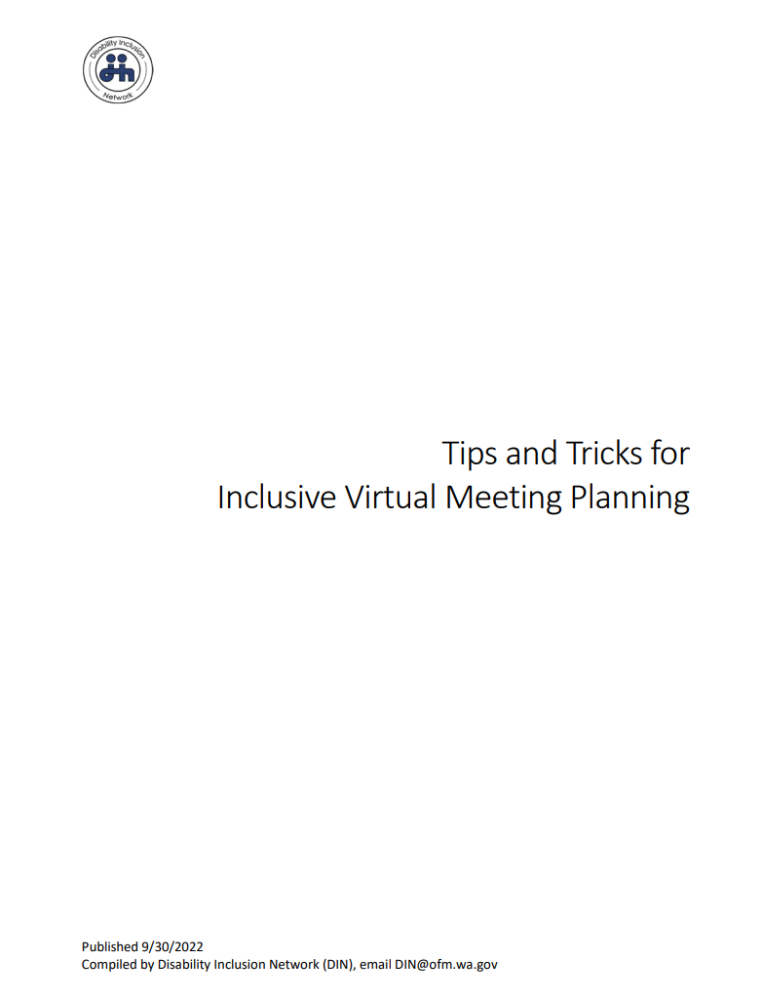 Disability Inclusion
din
Network
Tips and Tricks for
Inclusive Virtual Meeting Planning
Published 9/30/2022
Compiled by Disability Inclusion Network (DIN), email DIN@ofm.wa.gov